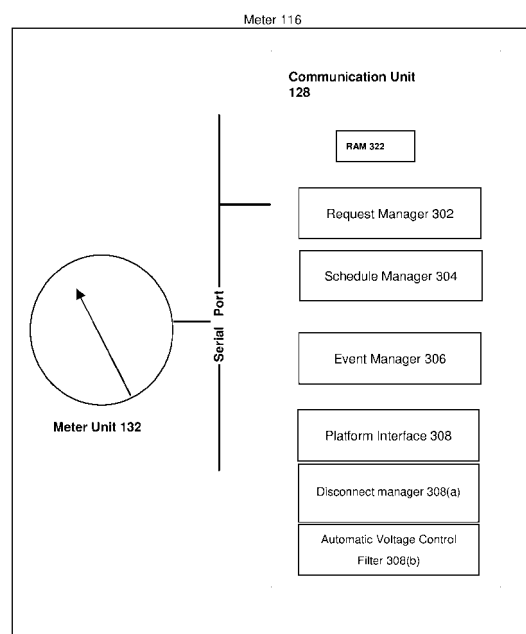 Meter 116
Communication Unit
128
RAM 322
Request Manager 302
Schedule Manager 304
Serial Port
Event Manager 306
Meter Unit 132
Platform Interface 308
Disconnect manager 308(a)
Automatic Voltage Control
Filter 308(b)